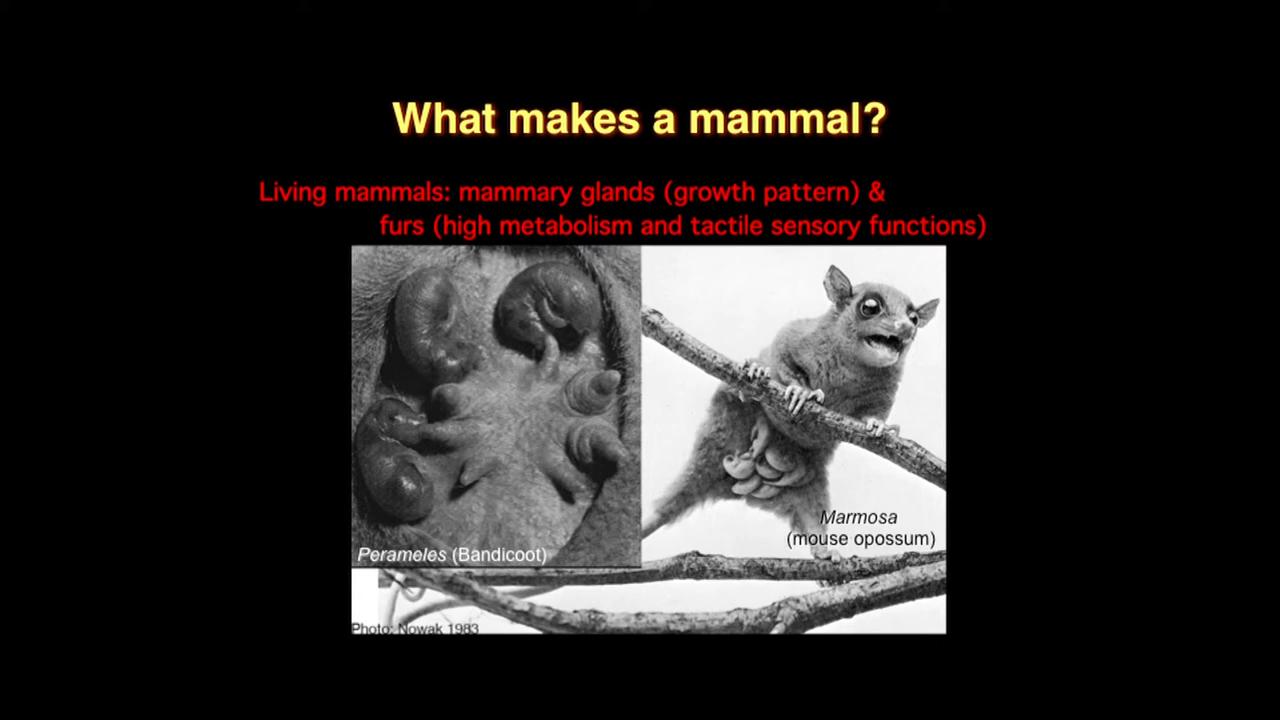 What makes a mammal?
Living mammals: mammary glands (growth pattern) &
furs (high metabolism and tactile sensory functions)
Marmosa
(mouse opossum)
Perameles (Bandicoot)
Photo: Nowak 1983